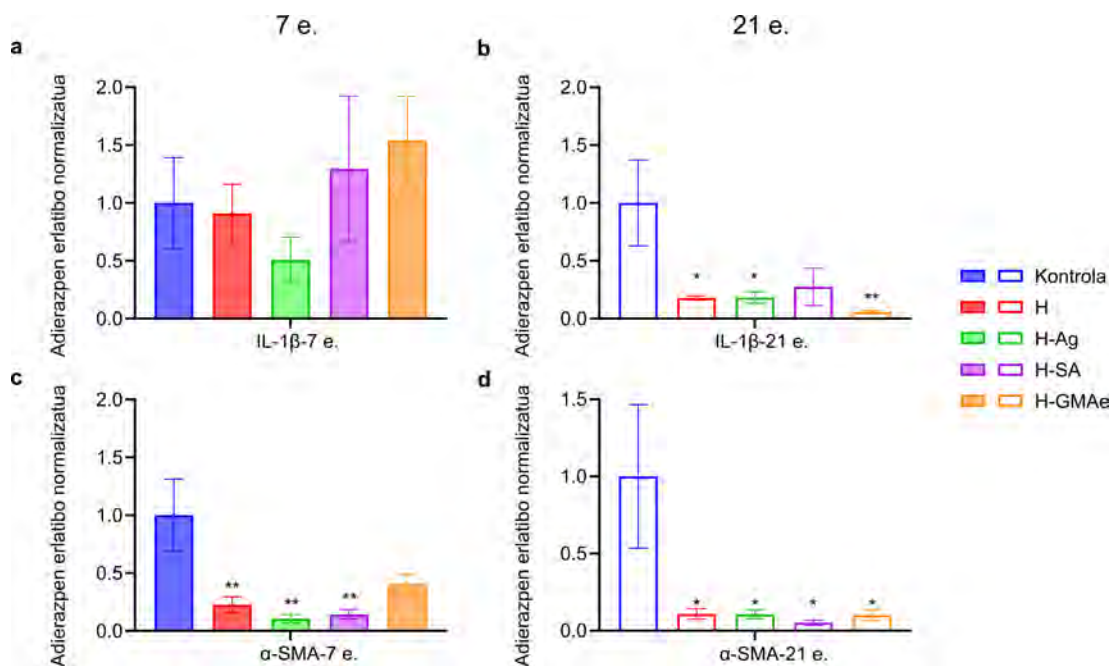 7 e.
21 e.
a
Adierazpen erlatibo normalizatua
2.0
1.5
1.0
0.5
0.0
IL-1β-7 e.
b
Adierazpen erlatibo normalizatua
2.0
1.5
1.0
0.5
0.0
*
*
**
IL-1β-21 e.
Kontrola
H
H-Ag
H-SA
H-GMAe
c
Adierazpen erlatibo normalizatua
2.0
1.5
1.0
0.5
0.0
**
**
**
α-SMA-7 e.
d
Adierazpen erlatibo normalizatua
1.5
1.0
0.5
0.0
*
*
*
*
α-SMA-21 e.